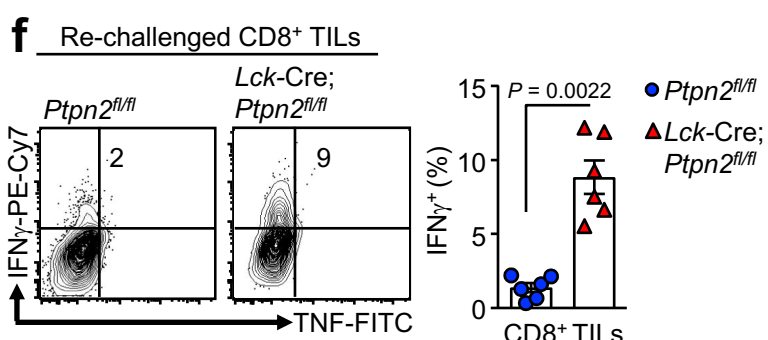 f
Re-challenged CD8⁺ TILs
Ptpn2fl/fl
Lck-Cre;
Ptpn2fl/fl
IFNγ-PE-Cy7
2
9
TNF-FITC
IFNγ⁺ (%)
15
10
5
0
P = 0.0022
CD8⁺ TILs
Ptpn2fl/fl
Lck-Cre;
Ptpn2fl/fl